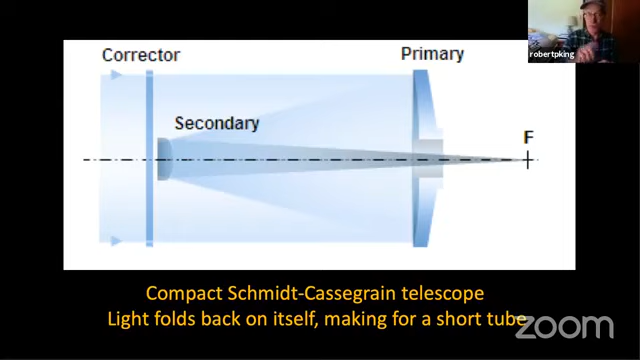 Corrector
Primary
robertpking
Secondary
F
Compact Schmidt-Cassegrain telescope
Light folds back on itself, making for a short tube
zoom